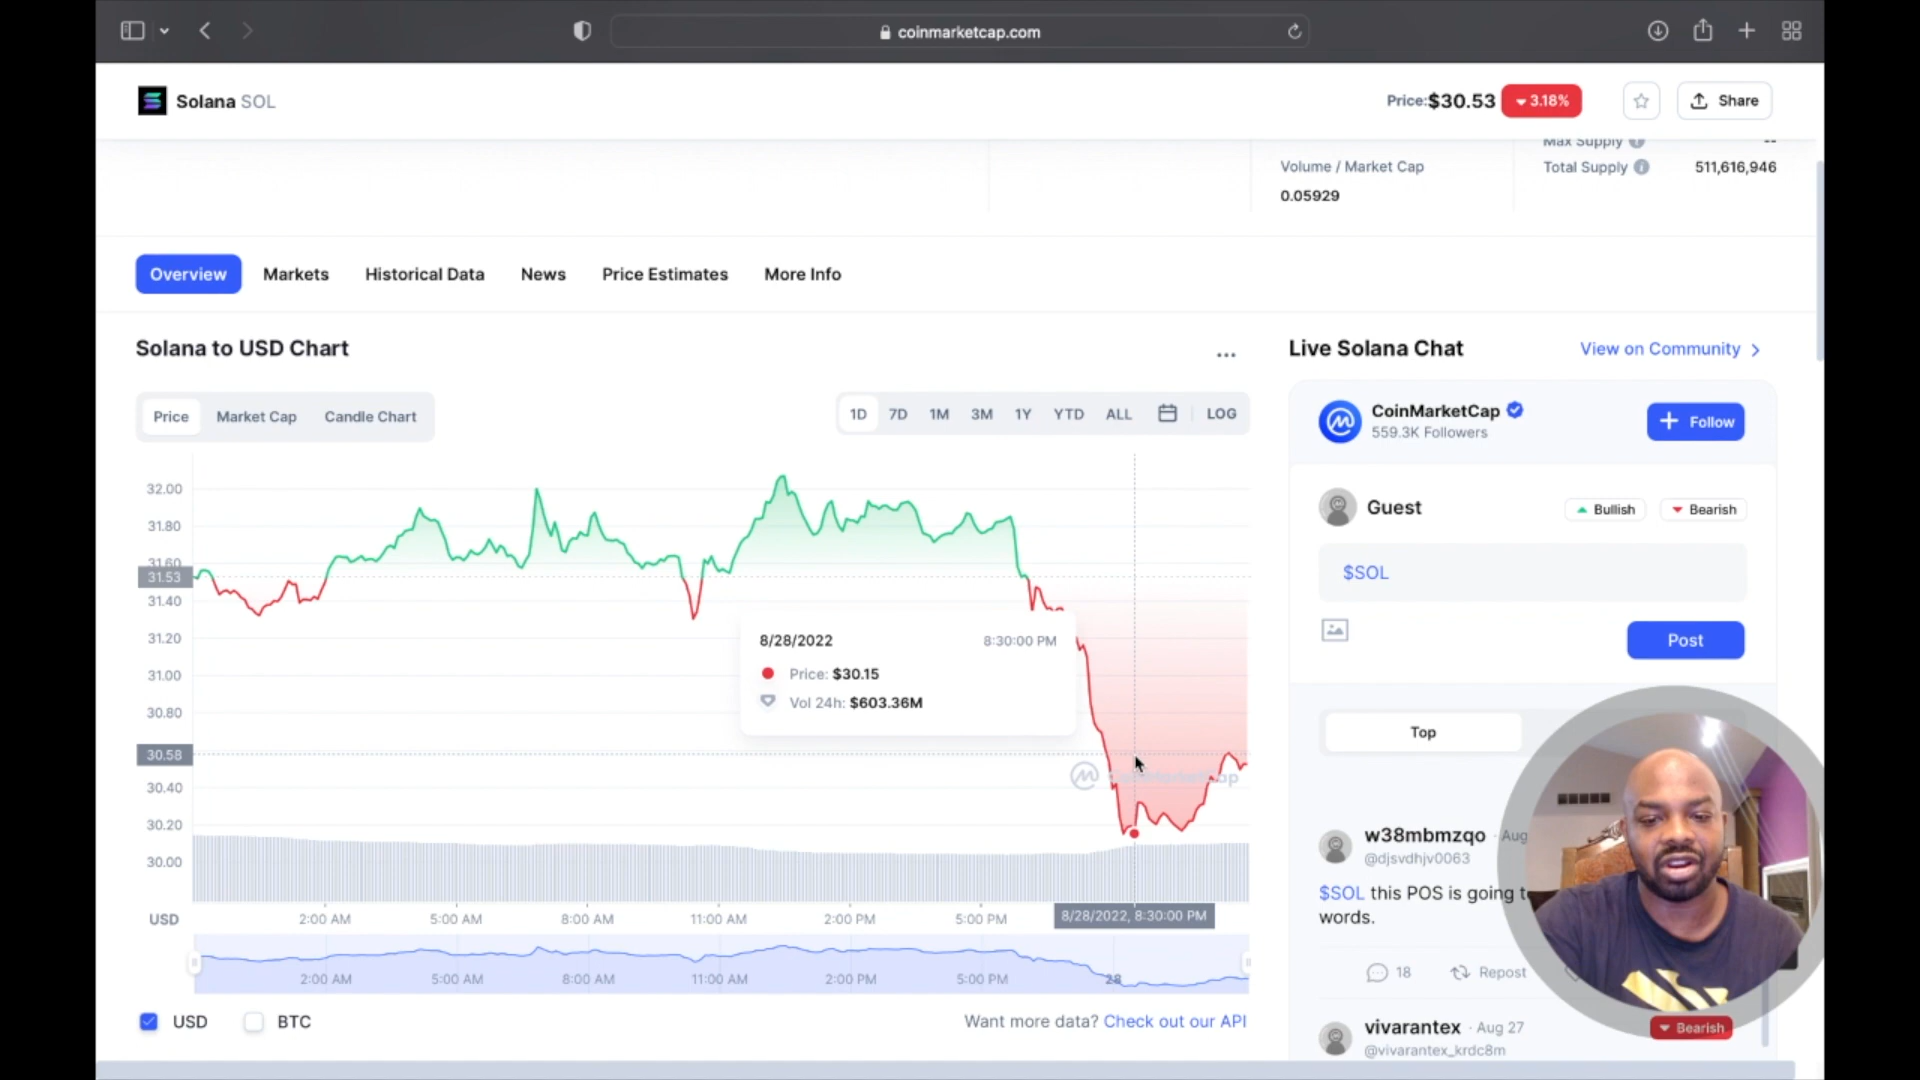 coinmarketcap.com
Solana SOL
Price:$30.53
3.18%
Share
Max Supply
--
Volume / Market Cap
Total Supply
511,616,946
0.05929
Overview
Markets
Historical Data
News
Price Estimates
More Info
Solana to USD Chart
Live Solana Chat
View on Community
Price
Market Cap
Candle Chart
1D
7D
1M
3M
1Y
YTD
ALL
LOG
CoinMarketCap
559.3K Followers
Follow
32.00
31.80
31.60
31.53
31.40
31.20
31.00
30.80
30.58
30.40
30.20
30.00
8/28/2022
8:30:00 PM
Price: $30.15
Vol 24h: $603.36M
Guest
Bullish
Bearish
$SOL
Post
Top
USD
2:00 AM
5:00 AM
8:00 AM
11:00 AM
2:00 PM
5:00 PM
8/28/2022, 8:30:00 PM
2:00 AM
5:00 AM
8:00 AM
11:00 AM
2:00 PM
5:00 PM
28
w38mbmzqo · Aug
@djsvdhjv0063
$SOL this POS is going t
words.
18
Repost
USD
BTC
Want more data? Check out our API
vivarantex · Aug 27
Bearish
@vivarantex_krdc8m